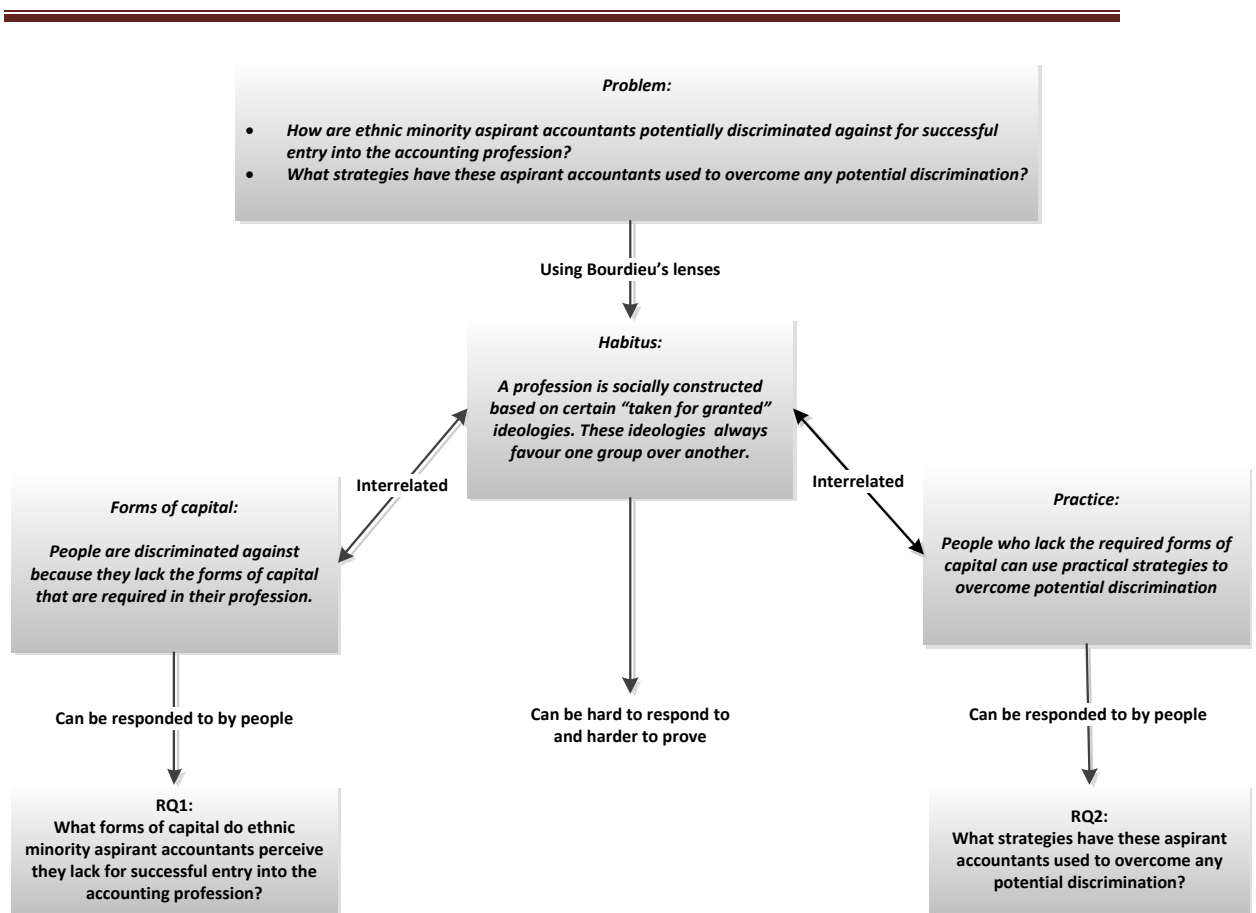 Problem:
• How are ethnic minority aspirant accountants potentially discriminated against for successful
entry into the accounting profession?
• What strategies have these aspirant accountants used to overcome any potential discrimination?
Using Bourdieu’s lenses
Habitus:
A profession is socially constructed
based on certain “taken for granted”
ideologies. These ideologies always
favour one group over another.
Interrelated
Interrelated
Forms of capital:
People are discriminated against
because they lack the forms of capital
that are required in their profession.
Practice:
People who lack the required forms of
capital can use practical strategies to
overcome potential discrimination
Can be responded to by people
Can be hard to respond to
and harder to prove
Can be responded to by people
RQ1:
What forms of capital do ethnic
minority aspirant accountants perceive
they lack for successful entry into the
accounting profession?
RQ2:
What strategies have these aspirant
accountants used to overcome any
potential discrimination?